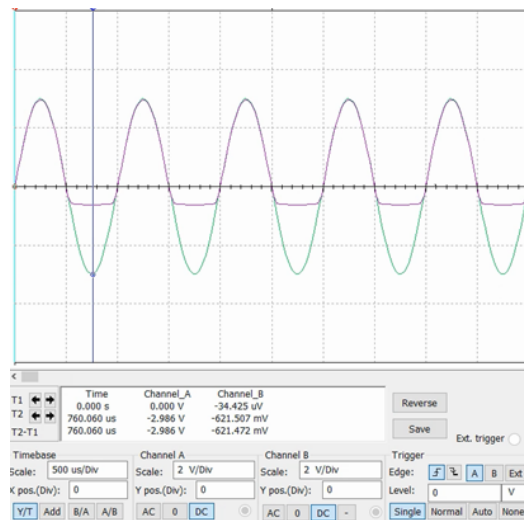 Time Channel_A Channel_B
T1 0.000 s 0.000 V -34.425 uV
T2 760.060 us -2.986 V -621.507 mV
T2-T1 760.060 us -2.986 V -621.472 mV
Reverse
Save
Ext. trigger
Timebase Channel A Channel B Trigger
Scale: 500 us/Div Scale: 2 V/Div Scale: 2 V/Div Edge: A B Ext
X pos.(Div): 0 Y pos.(Div): 0 Y pos.(Div): 0 Level: 0 V
Y/T Add B/A A/B AC 0 DC AC 0 DC - Single Normal Auto None